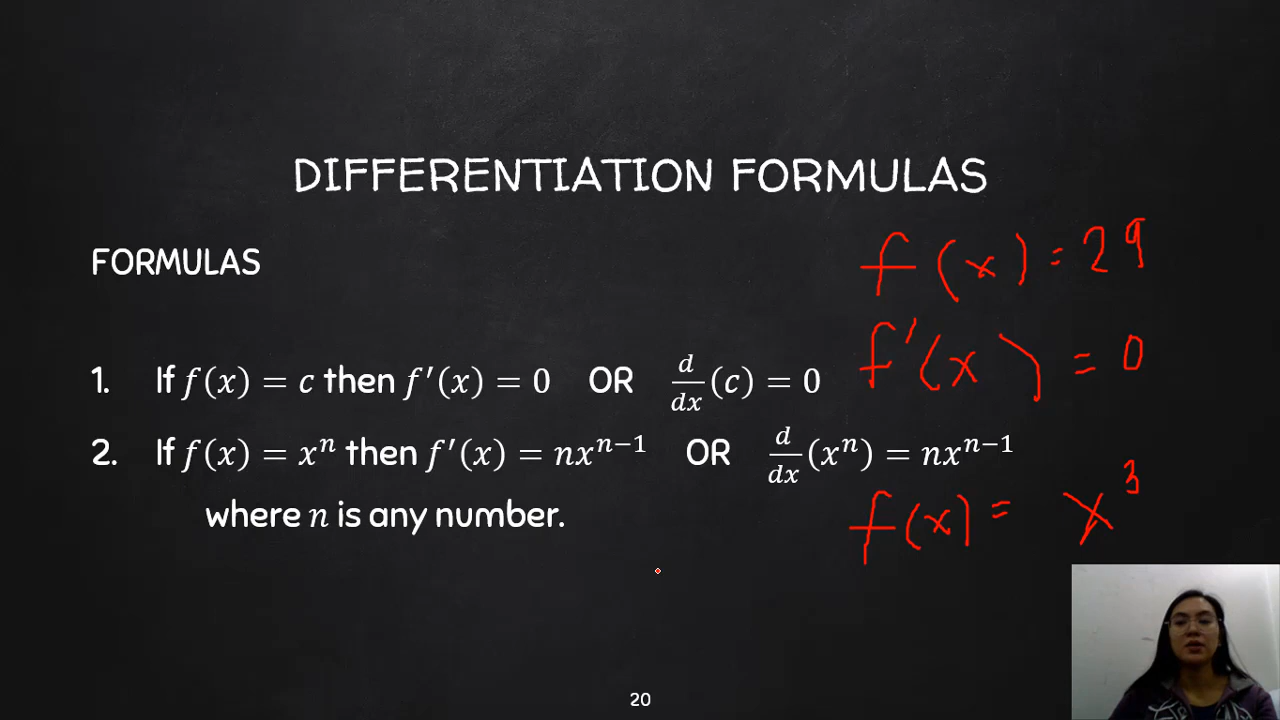 DIFFERENTIATION FORMULAS
FORMULAS
f(x) = 29
1. If f(x) = c then f'(x) = 0 OR d/dx (c) = 0
f'(x) = 0
2. If f(x) = xⁿ then f'(x) = nxⁿ⁻¹ OR d/dx (xⁿ) = nxⁿ⁻¹
where n is any number.
f(x) = x³
20